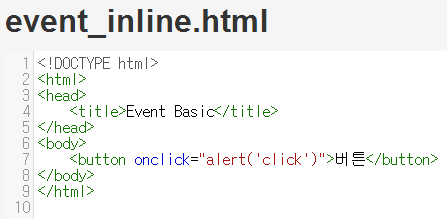 event_inline.html
1 <!DOCTYPE html>
2 <html>
3 <head>
4     <title>Event Basic</title>
5 </head>
6 <body>
7     <button onclick="alert('click')">버튼</button>
8 </body>
9 </html>
10